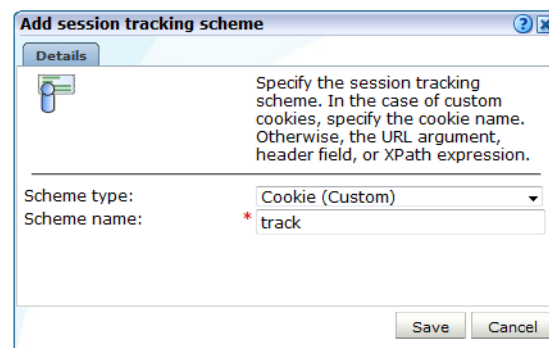 Add session tracking scheme
Details
Specify the session tracking
scheme. In the case of custom
cookies, specify the cookie name.
Otherwise, the URL argument,
header field, or XPath expression.
Scheme type: Cookie (Custom)
Scheme name: * track
Save Cancel